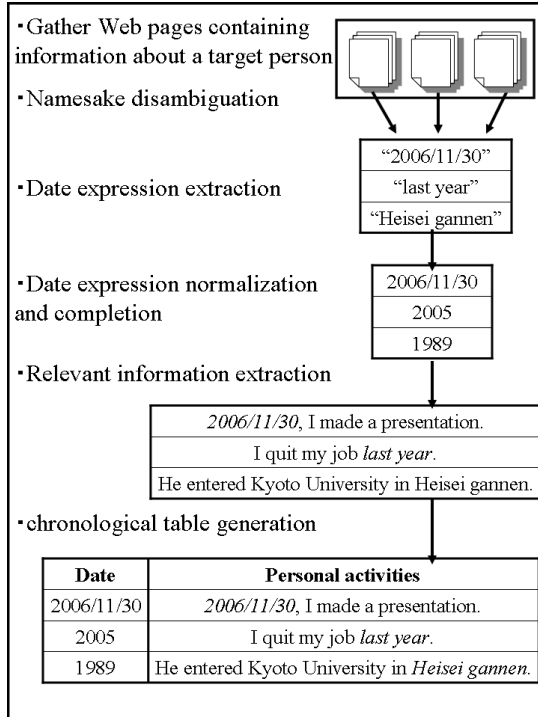 ・Gather Web pages containing
information about a target person
・Namesake disambiguation
・Date expression extraction
“2006/11/30”
“last year”
“Heisei gannen”
・Date expression normalization
and completion
2006/11/30
2005
1989
・Relevant information extraction
2006/11/30, I made a presentation.
I quit my job last year.
He entered Kyoto University in Heisei gannen.
・chronological table generation
Date Personal activities
2006/11/30 2006/11/30, I made a presentation.
2005 I quit my job last year.
1989 He entered Kyoto University in Heisei gannen.